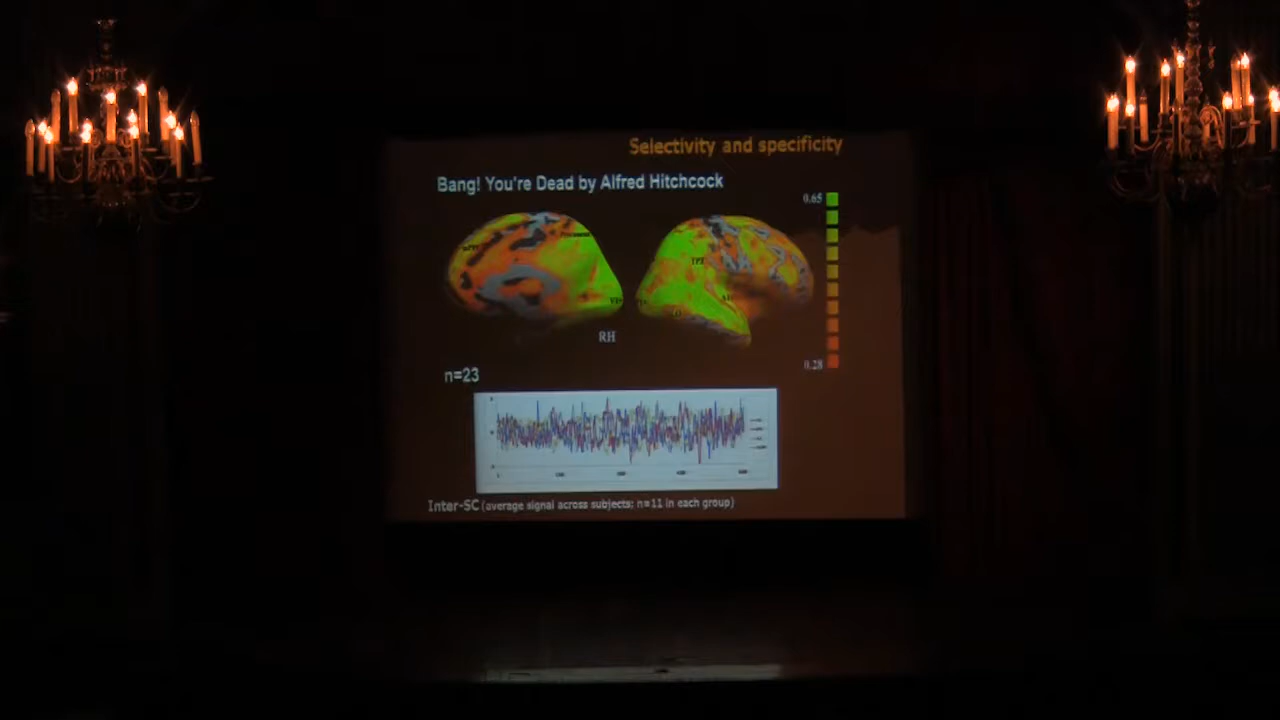 Selectivity and specificity
Bang! You're Dead by Alfred Hitchcock
0.65
TPJ
RH
0.28
n=23
Inter-SC (average signal across subjects; n=11 in each group)